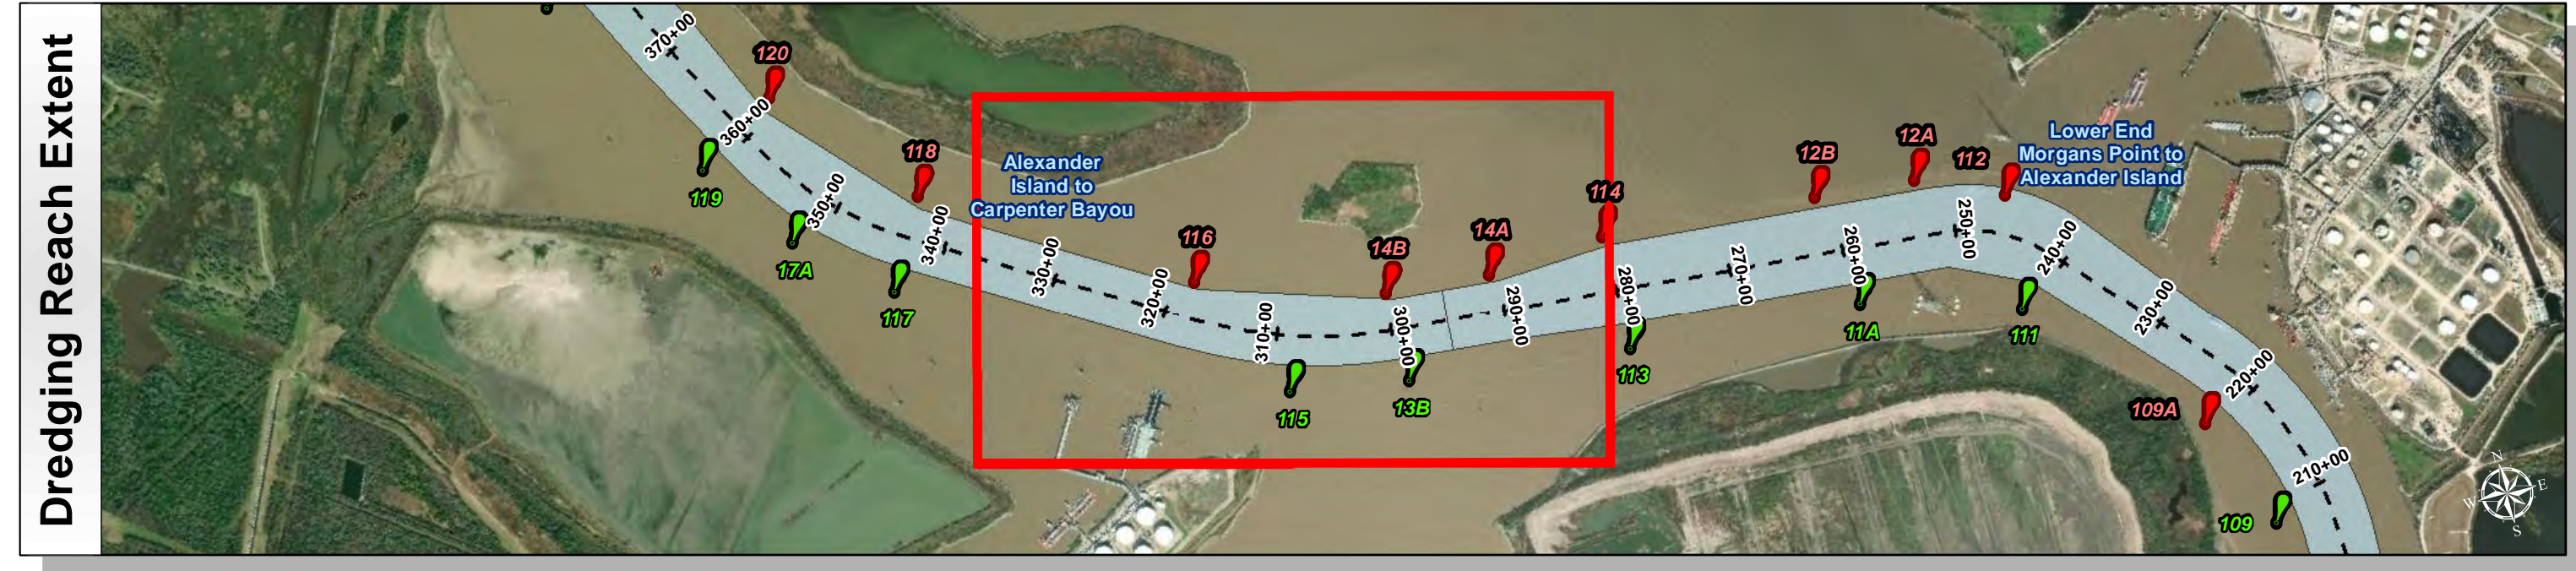 Dredging Reach Extent
370+00
120
360+00
119
118
350+00
17A
340+00
117
Alexander
Island to
Carpenter Bayou
330+00
320+00
116
310+00
115
14B
300+00
13B
14A
290+00
114
280+00
113
270+00
12B
260+00
11A
12A
112
250+00
Lower End
Morgans Point to
Alexander Island
240+00
111
230+00
220+00
109A
210+00
109
N
W
E
S